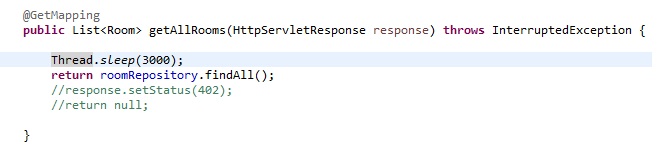 @GetMapping
public List<Room> getAllRooms(HttpServletResponse response) throws InterruptedException {
Thread.sleep(3000);
return roomRepository.findAll();
//response.setStatus(402);
//return null;
}